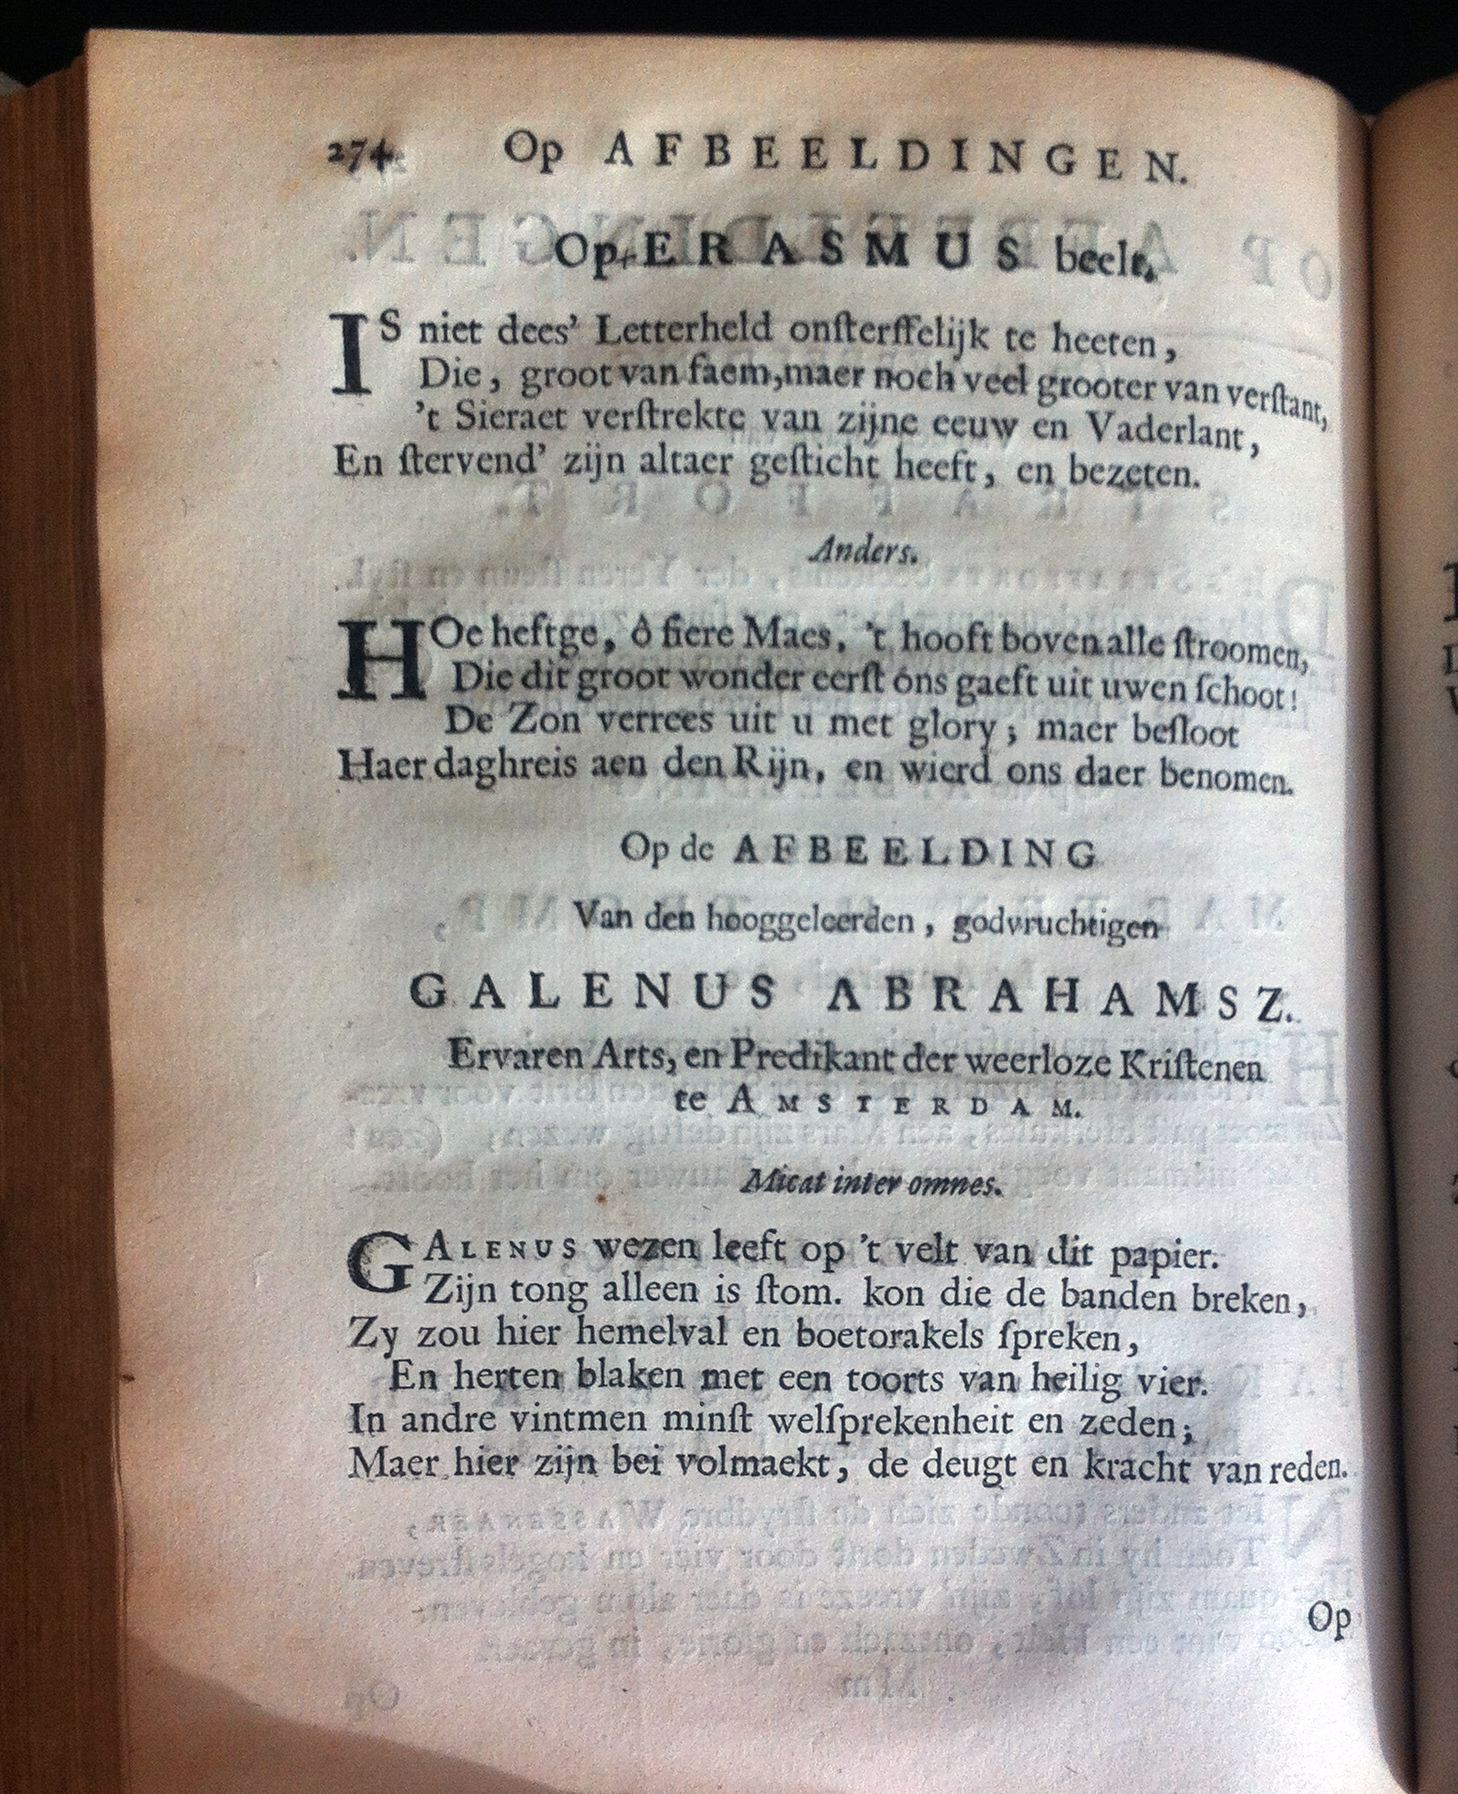 274 Op AFBEELDINGEN.
Op ERASMUS beelt.
IS niet dees’ Letterheld onſterffelijk te heeten,
Die, groot van faem, maer noch veel grooter van verſtant,
’t Sieraet verſtrekte van zijne eeuw en Vaderlant,
En ſtervend’ zijn altaer geſticht heeft, en bezeten.
Anders.
HOe heftge, ô fiere Maes, ’t hooft boven alle ſtroomen,
Die dit groot wonder eerſt óns gaeft uit uwen ſchoot!
De Zon verrees uit u met glory; maer beſloot
Haer daghreis aen den Rijn, en wierd ons daer benomen.
Op de AFBEELDING
Van den hooggeleerden, godvruchtigen
GALENUS ABRAHAMSZ.
Ervaren Arts, en Predikant der weerloze Kriſtenen
te AMSTERDAM.
Micat inter omnes.
GALENUS wezen leeft op ’t velt van dit papier.
Zijn tong alleen is ſtom. kon die de banden breken,
Zy zou hier hemelval en boetorakels ſpreken,
En herten blaken met een toorts van heilig vier.
In andre vintmen minſt welſprekenheit en zeden;
Maer hier zijn bei volmaekt, de deugt en kracht van reden.
Op